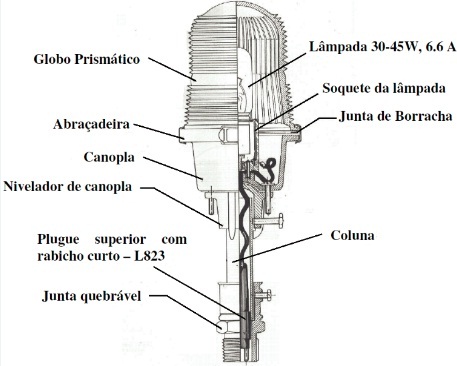 Lâmpada 30-45W, 6.6 A
Globo Prismático
Soquete da lâmpada
Junta de Borracha
Abraçadeira
Canopla
Nivelador de canopla
Plugue superior com
rabicho curto – L823
Coluna
Junta quebrável